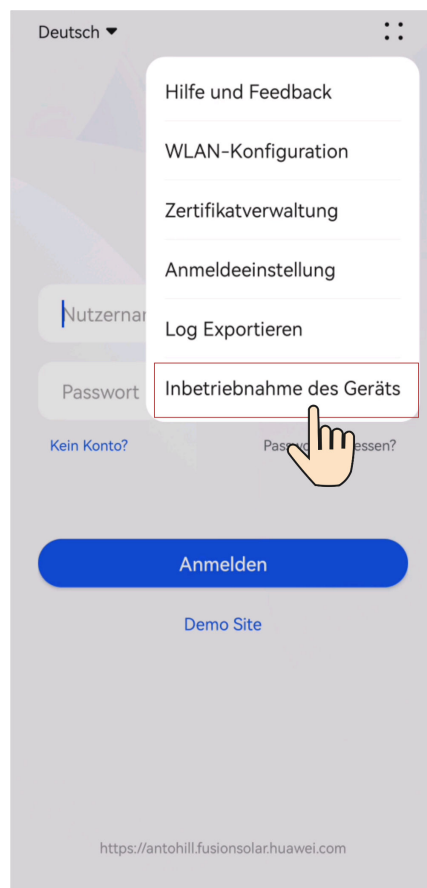 Deutsch
Hilfe und Feedback
WLAN-Konfiguration
Zertifikatverwaltung
Anmeldeeinstellung
Log Exportieren
Inbetriebnahme des Geräts
Passwort
Kein Konto?
Anmelden
Demo Site
https://antohill.fusionsolar.huawei.com